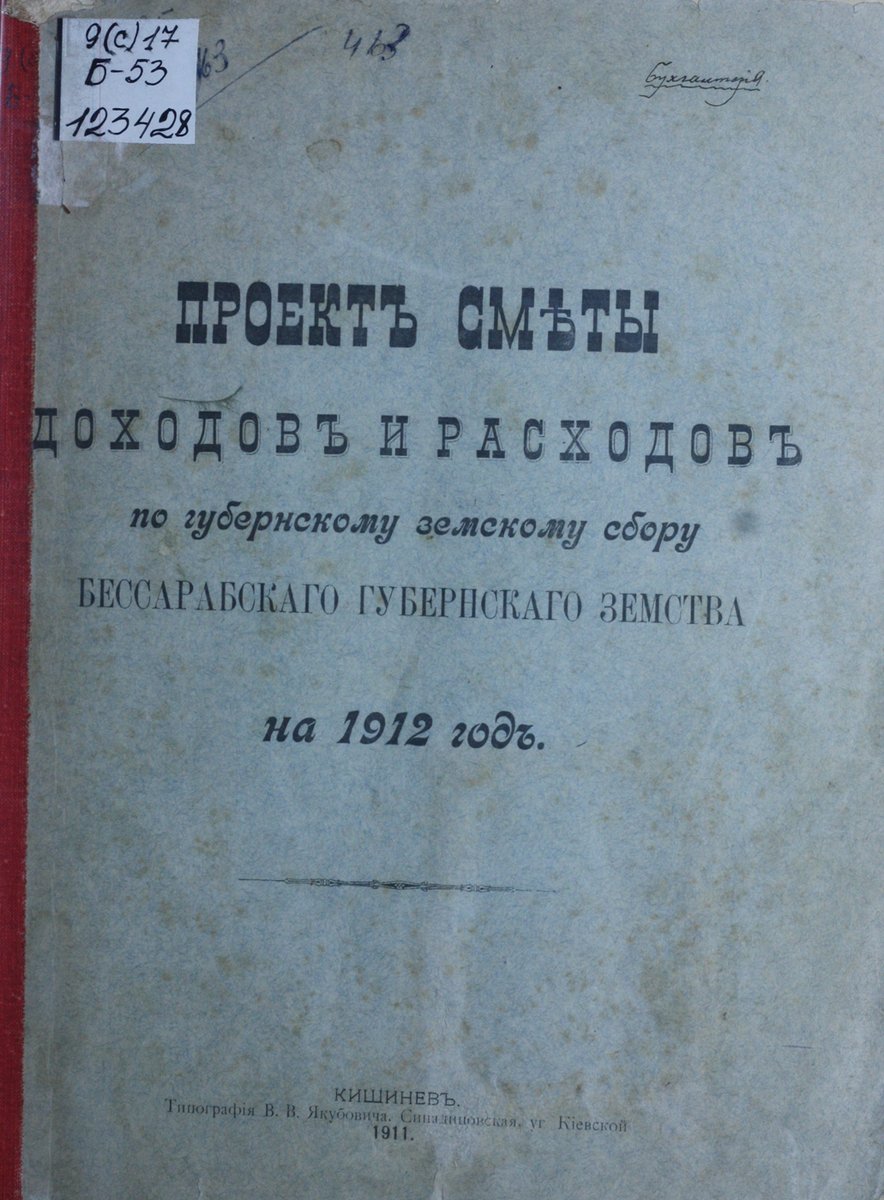 9(с)17
Б-53
123428
463
Бухгалтерія.
ПРОЕКТЪ СМѢТЫ
ДОХОДОВЪ И РАСХОДОВЪ
по губернскому земскому сбору
БЕССАРАБСКАГО ГУБЕРНСКАГО ЗЕМСТВА
на 1912 годъ.
КИШИНЕВЪ.
Типографія В. В. Якубовича. Синадиновская, уг Кіевской
1911.